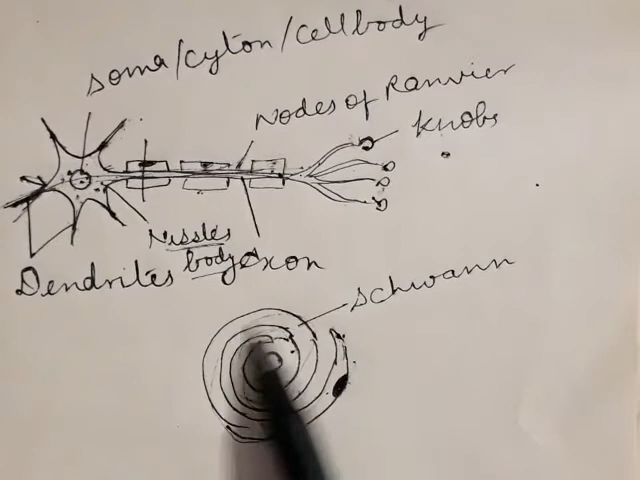 soma/cyton/cellbody
Nodes of Ranvier
Knobs
Nissles
body
Dendrites
axon
schwann